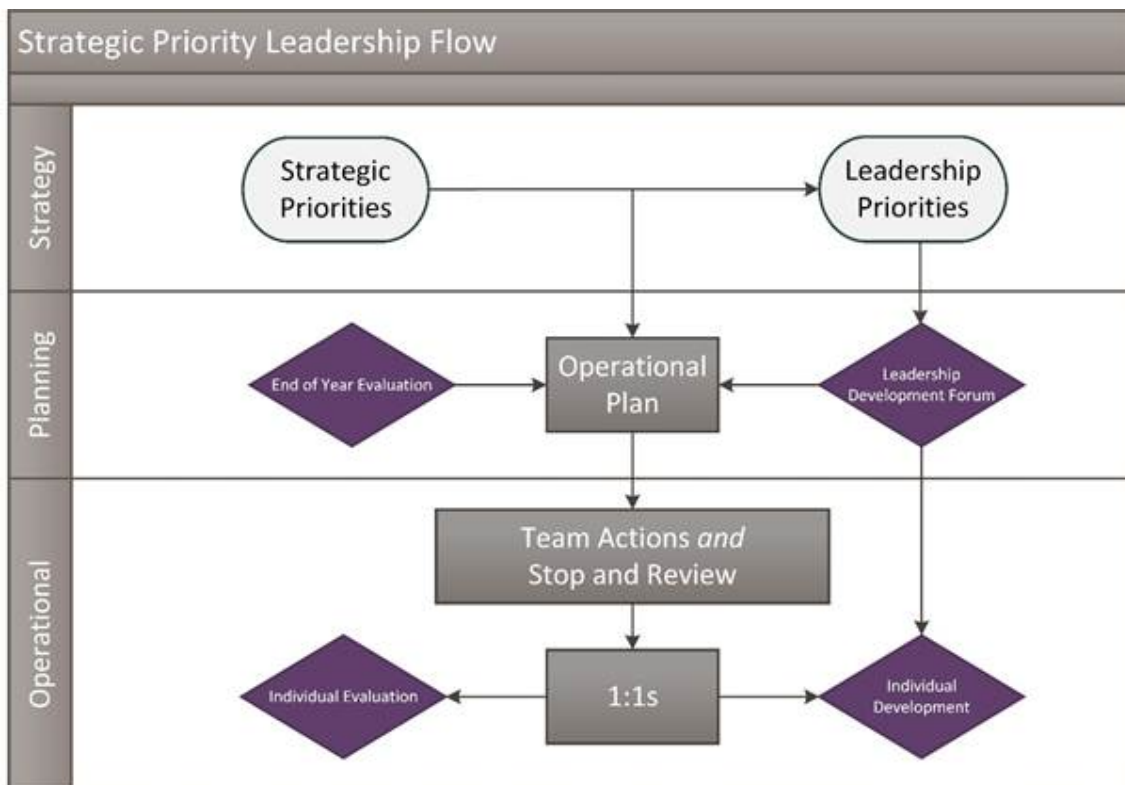 Strategic Priority Leadership Flow
Strategy
Strategic
Priorities
Leadership
Priorities
Planning
End of Year Evaluation
Operational
Plan
Leadership
Development Forum
Operational
Team Actions and
Stop and Review
Individual Evaluation
1:1s
Individual
Development